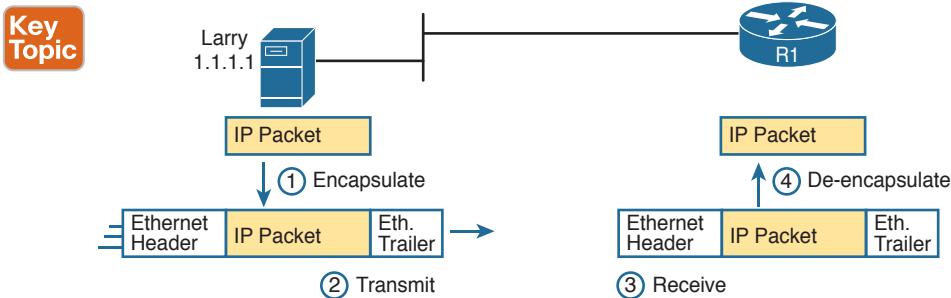 Key
Topic
Larry
1.1.1.1
R1
IP Packet
IP Packet
1 Encapsulate
4 De-encapsulate
Ethernet
Header
IP Packet
Eth.
Trailer
Ethernet
Header
IP Packet
Eth.
Trailer
2 Transmit
3 Receive